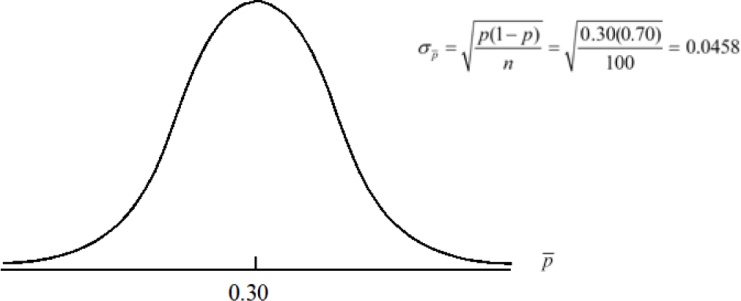 σ_p̄ = √(p(1−p)/n) = √(0.30(0.70)/100) = 0.0458
p̄
0.30